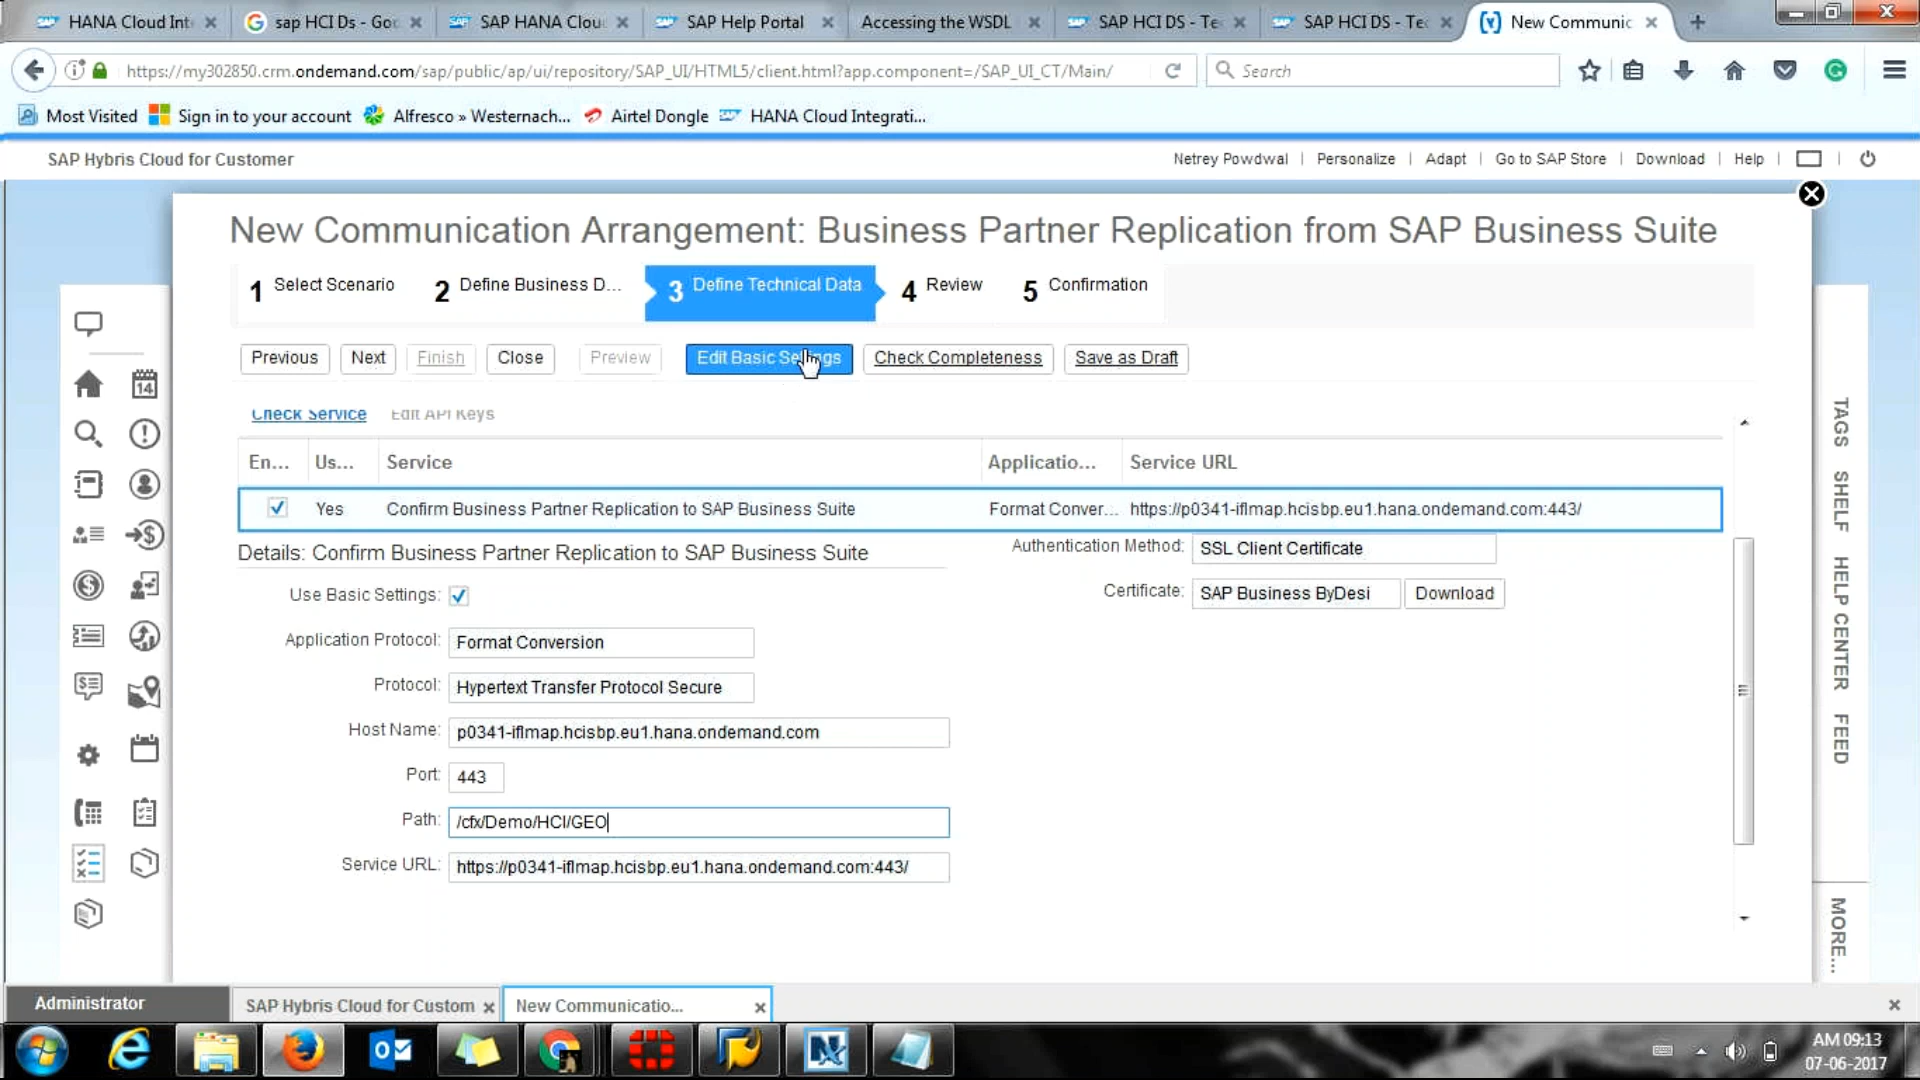 HANA Cloud Int
sap HCI Ds - Go
SAP HANA Clou
SAP Help Portal
Accessing the WSDL
SAP HCI DS - Te
SAP HCI DS - Te
New Communic
https://my302850.crm.ondemand.com/sap/public/ap/ui/repository/SAP_UI/HTML5/client.html?app.component=/SAP_UI_CT/Main/
Search
Most Visited
Sign in to your account
Alfresco » Westernach...
Airtel Dongle
HANA Cloud Integrati...
SAP Hybris Cloud for Customer
Netrey Powdwal | Personalize | Adapt | Go to SAP Store | Download | Help
New Communication Arrangement: Business Partner Replication from SAP Business Suite
1 Select Scenario
2 Define Business D...
3 Define Technical Data
4 Review
5 Confirmation
Previous
Next
Finish
Close
Preview
Edit Basic Settings
Check Completeness
Save as Draft
Check Service
Edit API Keys
En... Us... Service Applicatio... Service URL
Yes Confirm Business Partner Replication to SAP Business Suite Format Conver... https://p0341-iflmap.hcisbp.eu1.hana.ondemand.com:443/
Details: Confirm Business Partner Replication to SAP Business Suite
Authentication Method: SSL Client Certificate
Use Basic Settings:
Certificate: SAP Business ByDesi Download
Application Protocol: Format Conversion
Protocol: Hypertext Transfer Protocol Secure
Host Name: p0341-iflmap.hcisbp.eu1.hana.ondemand.com
Port: 443
Path: /cfx/Demo/HCI/GEO
Service URL: https://p0341-iflmap.hcisbp.eu1.hana.ondemand.com:443/
14
TAGS
SHELF
HELP CENTER
FEED
MORE...
Administrator
SAP Hybris Cloud for Custom
New Communicatio...
AM 09:13
07-06-2017